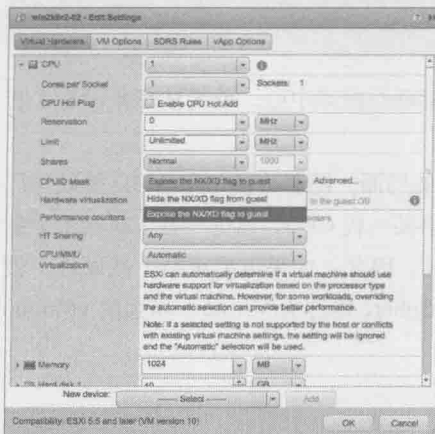 win2k8r2-02 - Edit Settings
Virtual Hardware VM Options SDRS Rules vApp Options
CPU 1
Cores per Socket 1 Sockets: 1
CPU Hot Plug Enable CPU Hot Add
Reservation 0 MHz
Limit Unlimited MHz
Shares Normal 1000
CPUID Mask Expose the NX/XD flag to guest Advanced...
Hardware virtualization Hide the NX/XD flag from guest to the guest OS
Performance counters Expose the NX/XD flag to guest
HT Sharing Any
CPU/MMU Virtualization Automatic
ESXi can automatically determine if a virtual machine should use
hardware support for virtualization based on the processor type
and the virtual machine. However, for some workloads, overriding
the automatic selection can provide better performance.
Note: If a selected setting is not supported by the host or conflicts
with existing virtual machine settings, the setting will be ignored
and the "Automatic" selection will be used.
Memory 1024 MB
Hard disk 1 40 GB
New device: ------ Select ------ Add
Compatibility: ESXi 5.5 and later (VM version 10) OK Cancel